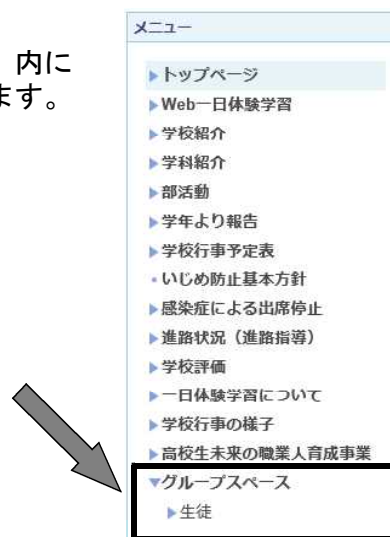 内に
ます。
メニュー
トップページ
Web一日体験学習
学校紹介
学科紹介
部活動
学年より報告
学校行事予定表
いじめ防止基本方針
感染症による出席停止
進路状況（進路指導）
学校評価
一日体験学習について
学校行事の様子
高校生未来の職業人育成事業
グループスペース
生徒